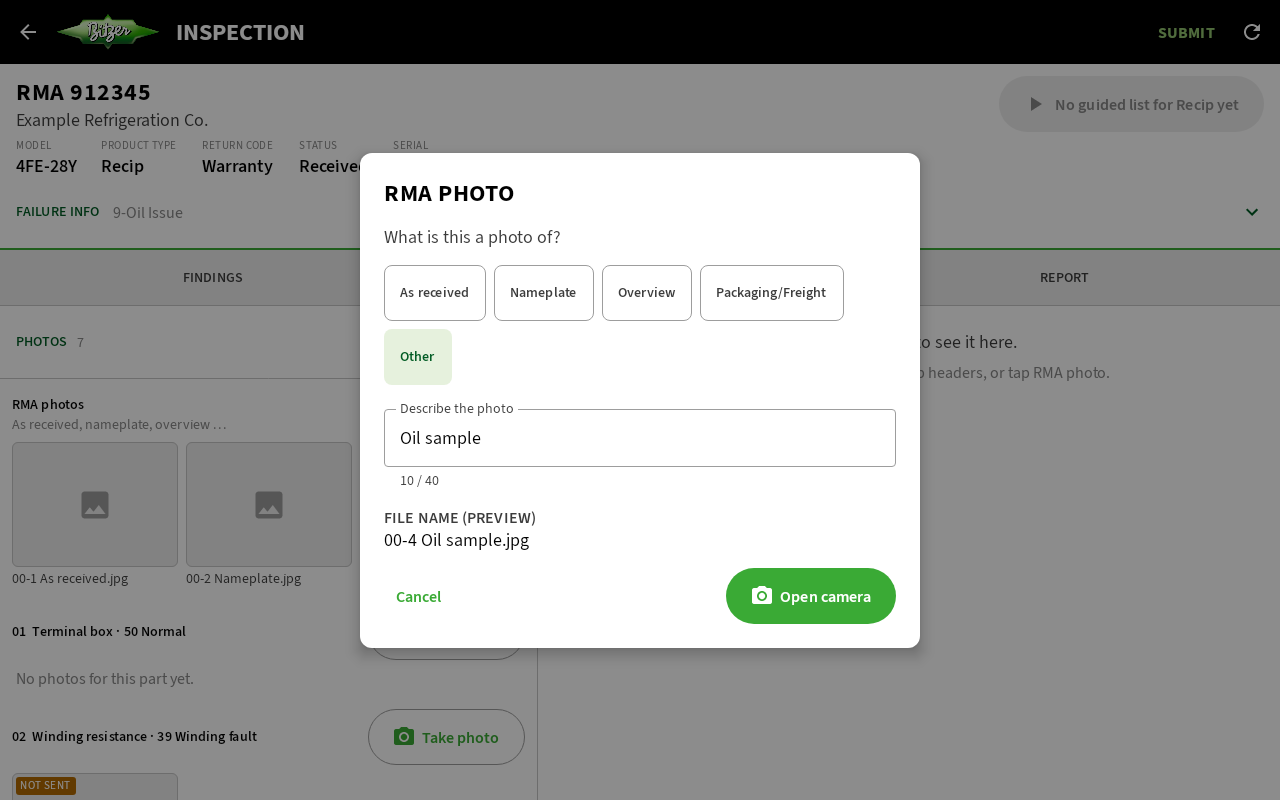 Bitzer
INSPECTION
SUBMIT
RMA 912345
Example Refrigeration Co.
No guided list for Recip yet
MODEL PRODUCT TYPE RETURN CODE STATUS SERIAL
4FE-28Y Recip Warranty Receive
FAILURE INFO 9-Oil Issue
FINDINGS
REPORT
PHOTOS 7
to see it here.
headers, or tap RMA photo.
RMA photos
As received, nameplate, overview …
00-1 As received.jpg
00-2 Nameplate.jpg
01 Terminal box · 50 Normal
No photos for this part yet.
02 Winding resistance · 39 Winding fault
Take photo
NOT SENT
RMA PHOTO
What is this a photo of?
As received
Nameplate
Overview
Packaging/Freight
Other
Describe the photo
Oil sample
10 / 40
FILE NAME (PREVIEW)
00-4 Oil sample.jpg
Cancel
Open camera